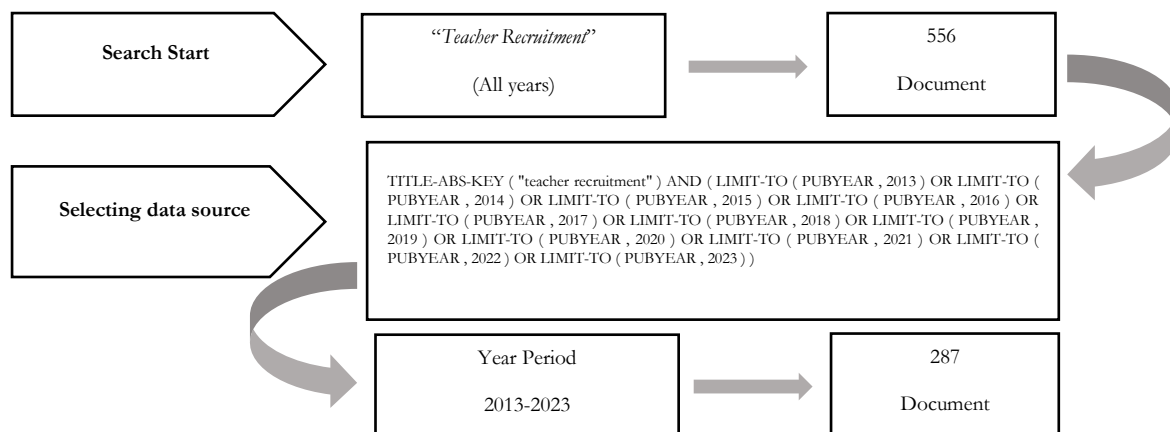 Search Start
“Teacher Recruitment”
(All years)
556
Document
Selecting data source
TITLE-ABS-KEY ( "teacher recruitment" ) AND ( LIMIT-TO ( PUBYEAR , 2013) OR LIMIT-TO (
PUBYEAR , 2014) OR LIMIT-TO ( PUBYEAR , 2015) OR LIMIT-TO ( PUBYEAR , 2016) OR
LIMIT-TO ( PUBYEAR , 2017) OR LIMIT-TO ( PUBYEAR , 2018) OR LIMIT-TO ( PUBYEAR ,
2019 ) OR LIMIT-TO ( PUBYEAR , 2020) OR LIMIT-TO ( PUBYEAR , 2021) OR LIMIT-TO (
PUBYEAR , 2022 ) OR LIMIT-TO ( PUBYEAR , 2023) )
Year Period
2013-2023
287
Document